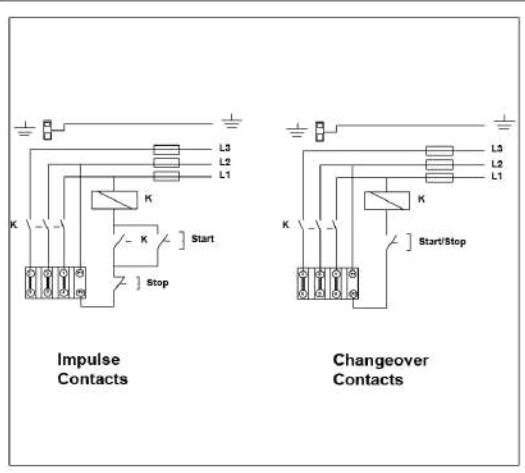 L3
L2
L1
K
K
K
Start
Stop
Impulse
Contacts
L3
L2
L1
K
K
Start/Stop
Changeover
Contacts